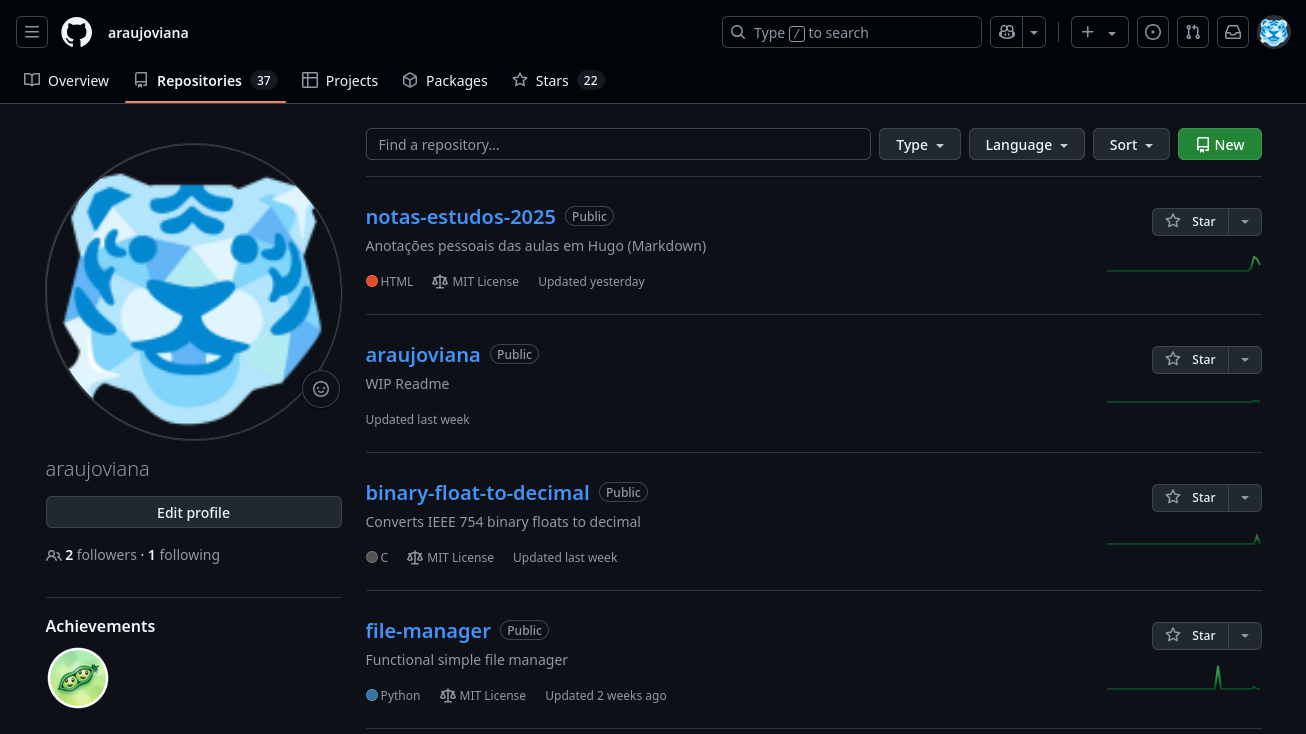 araujoviana
Type / to search
Overview
Repositories 37
Projects
Packages
Stars 22
Find a repository...
Type
Language
Sort
New
araujoviana
Edit profile
2 followers · 1 following
Achievements
notas-estudos-2025 Public
Star
Anotações pessoais das aulas em Hugo (Markdown)
HTML MIT License Updated yesterday
araujoviana Public
Star
WIP Readme
Updated last week
binary-float-to-decimal Public
Star
Converts IEEE 754 binary floats to decimal
C MIT License Updated last week
file-manager Public
Star
Functional simple file manager
Python MIT License Updated 2 weeks ago